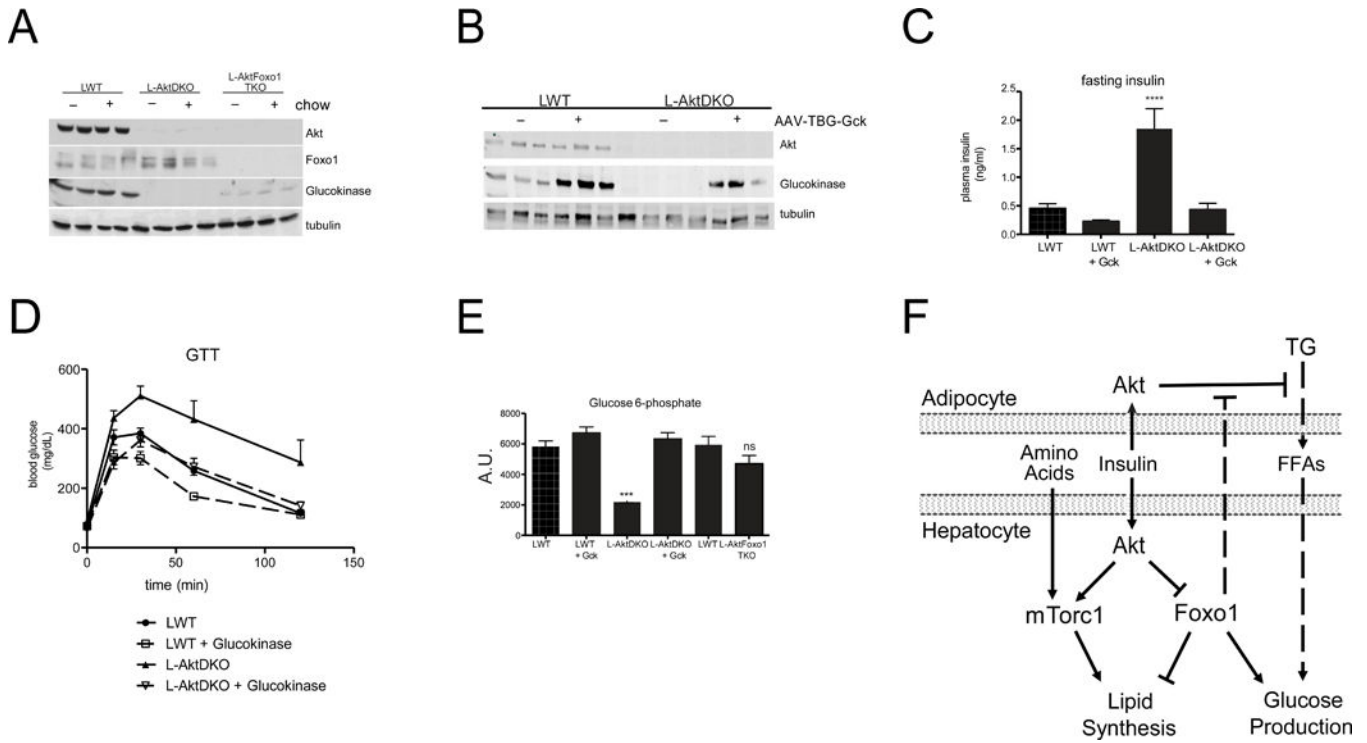 A
LWT
L-AktDKO
L-AktFoxo1
TKO
– + – + – + chow
Akt
Foxo1
Glucokinase
tubulin
B
LWT
L-AktDKO
– + – + AAV-TBG-Gck
Akt
Glucokinase
tubulin
C
fasting insulin
plasma insulin
(ng/ml)
2.5
2.0
1.5
1.0
0.5
0.0
****
LWT
LWT
+ Gck
L-AktDKO
L-AktDKO
+ Gck
D
GTT
blood glucose
(mg/dL)
600
400
200
0
0 50 100 150
time (min)
LWT
LWT + Glucokinase
L-AktDKO
L-AktDKO + Glucokinase
E
Glucose 6-phosphate
A.U.
8000
6000
4000
2000
0
***
ns
LWT
LWT
+ Gck
L-AktDKO
L-AktDKO
+ Gck
LWT
L-AktFoxo1
TKO
F
TG
Akt
Adipocyte
Amino
Acids
Insulin
FFAs
Hepatocyte
Akt
mTorc1
Foxo1
Lipid
Synthesis
Glucose
Production